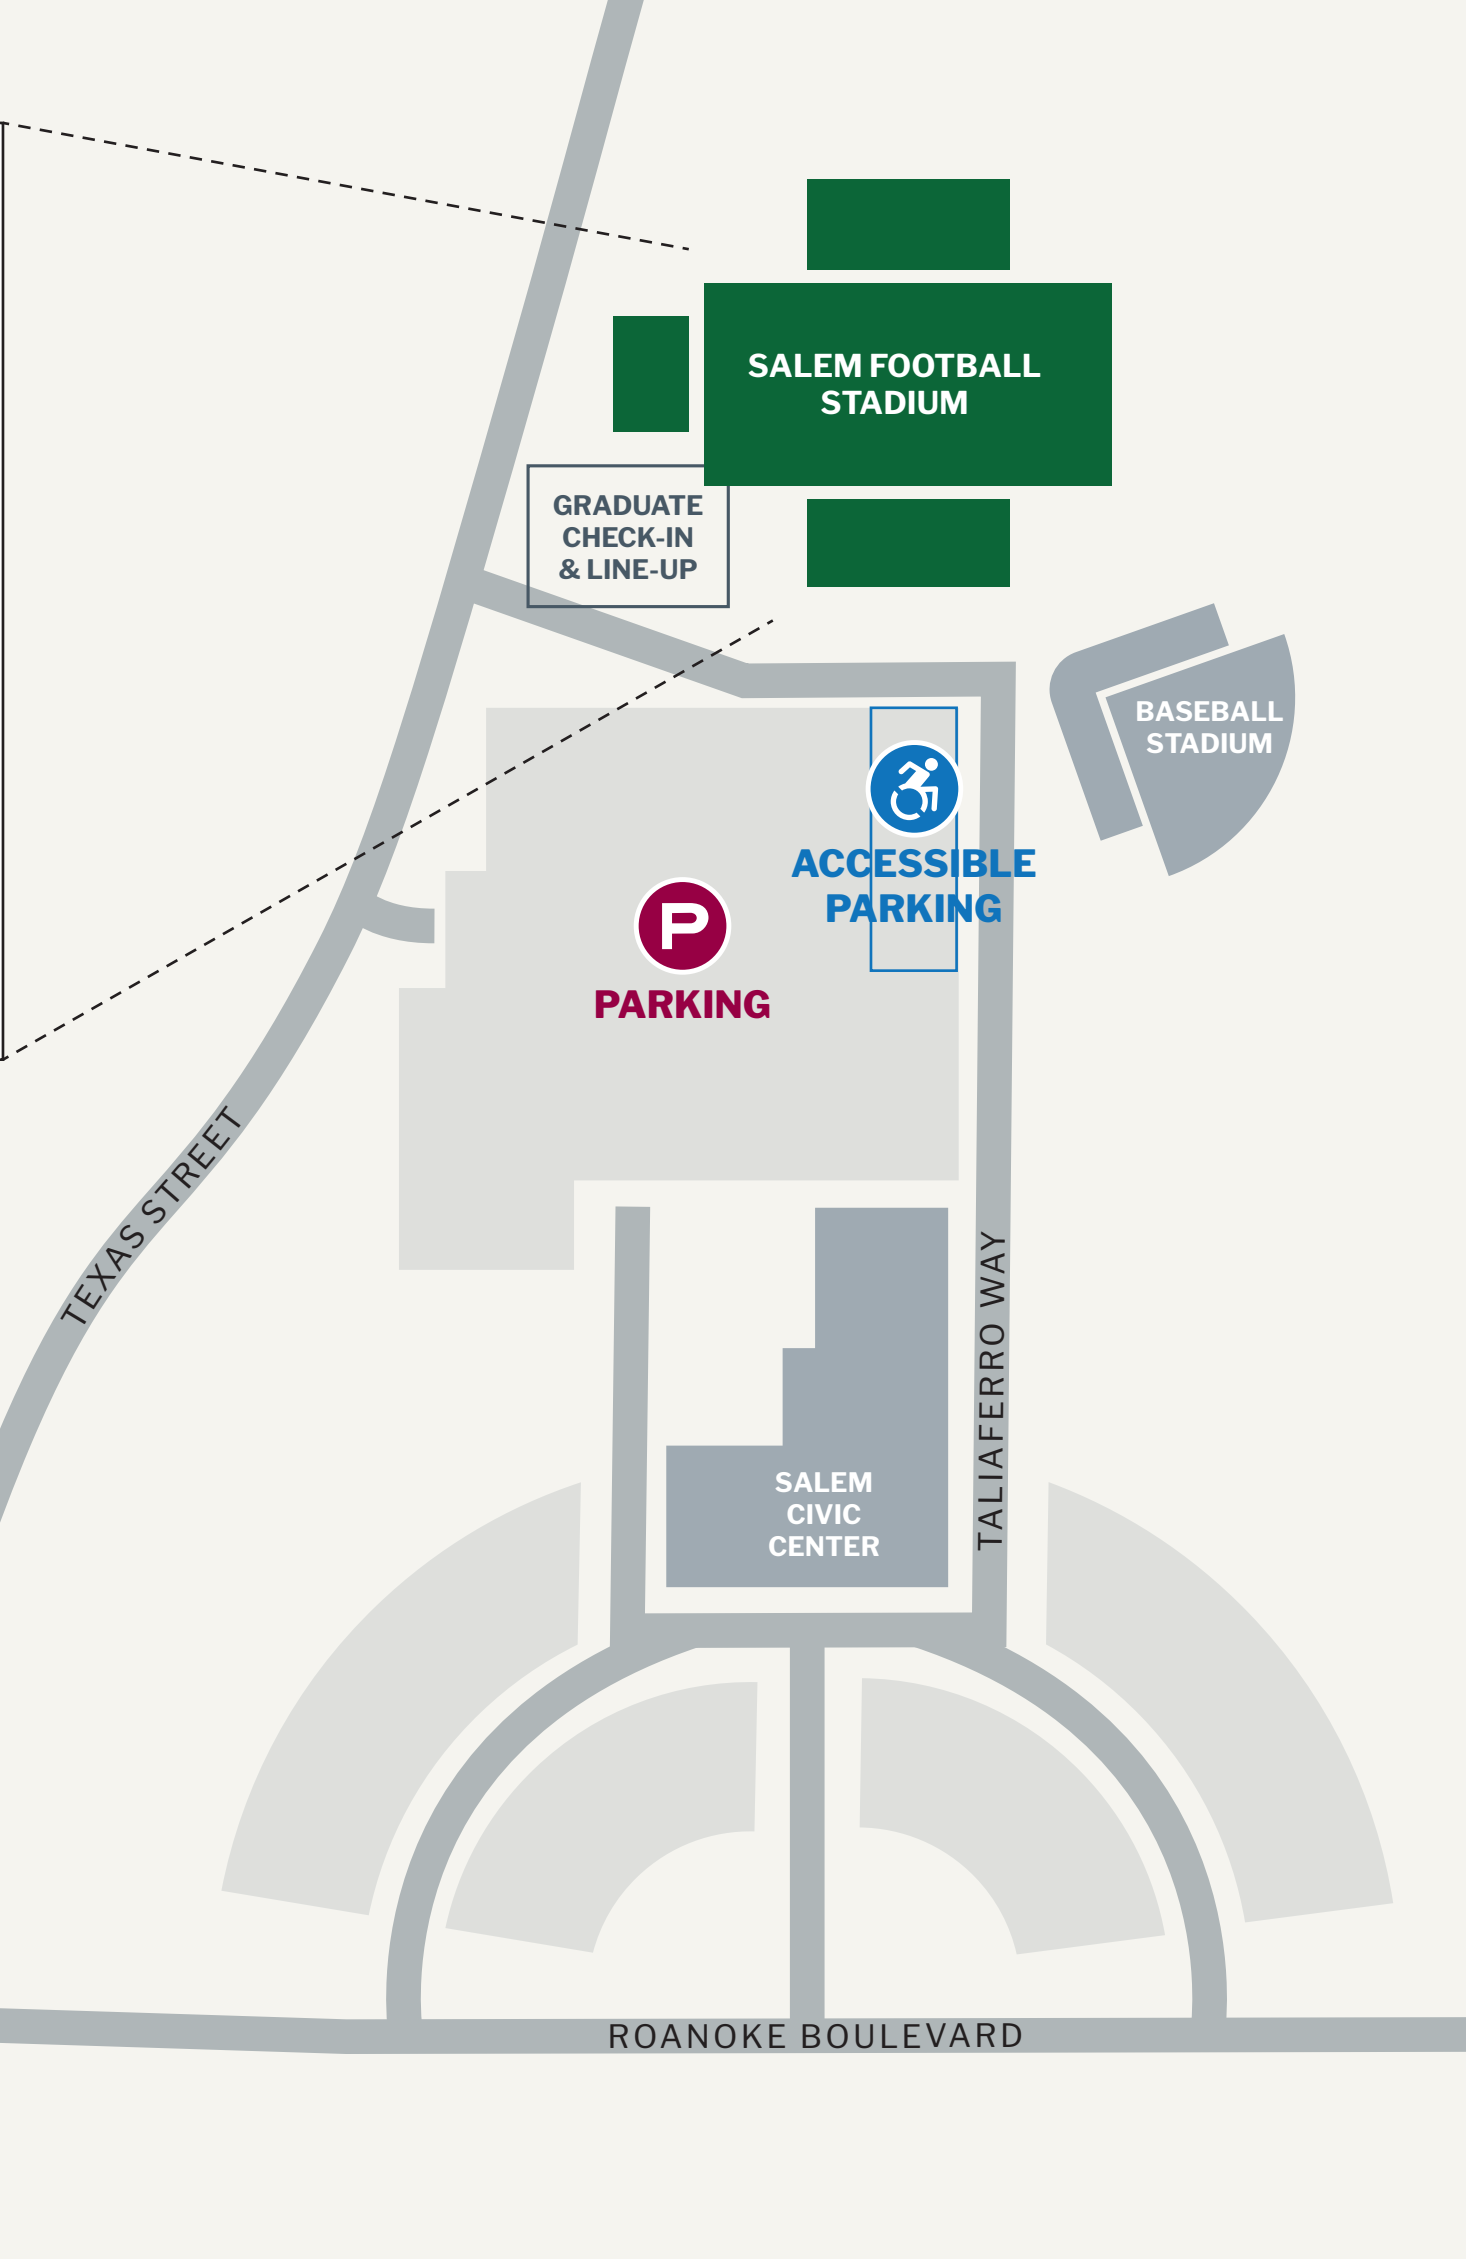 SALEM FOOTBALL
STADIUM
GRADUATE
CHECK-IN
& LINE-UP
BASEBALL
STADIUM
ACCESSIBLE
PARKING
P
PARKING
TEXAS STREET
TALIAFERRO WAY
SALEM
CIVIC
CENTER
ROANOKE BOULEVARD